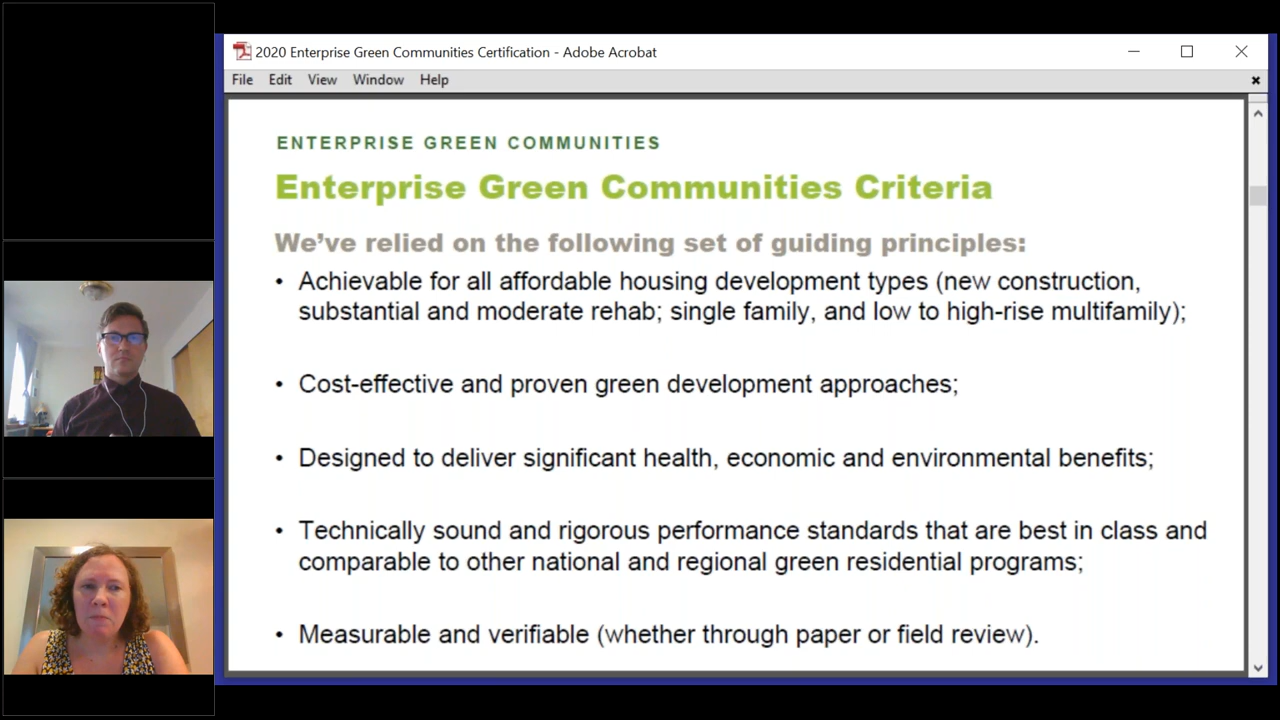 2020 Enterprise Green Communities Certification - Adobe Acrobat
File Edit View Window Help
ENTERPRISE GREEN COMMUNITIES
Enterprise Green Communities Criteria
We've relied on the following set of guiding principles:
• Achievable for all affordable housing development types (new construction,
substantial and moderate rehab; single family, and low to high-rise multifamily);
• Cost-effective and proven green development approaches;
• Designed to deliver significant health, economic and environmental benefits;
• Technically sound and rigorous performance standards that are best in class and
comparable to other national and regional green residential programs;
• Measurable and verifiable (whether through paper or field review).